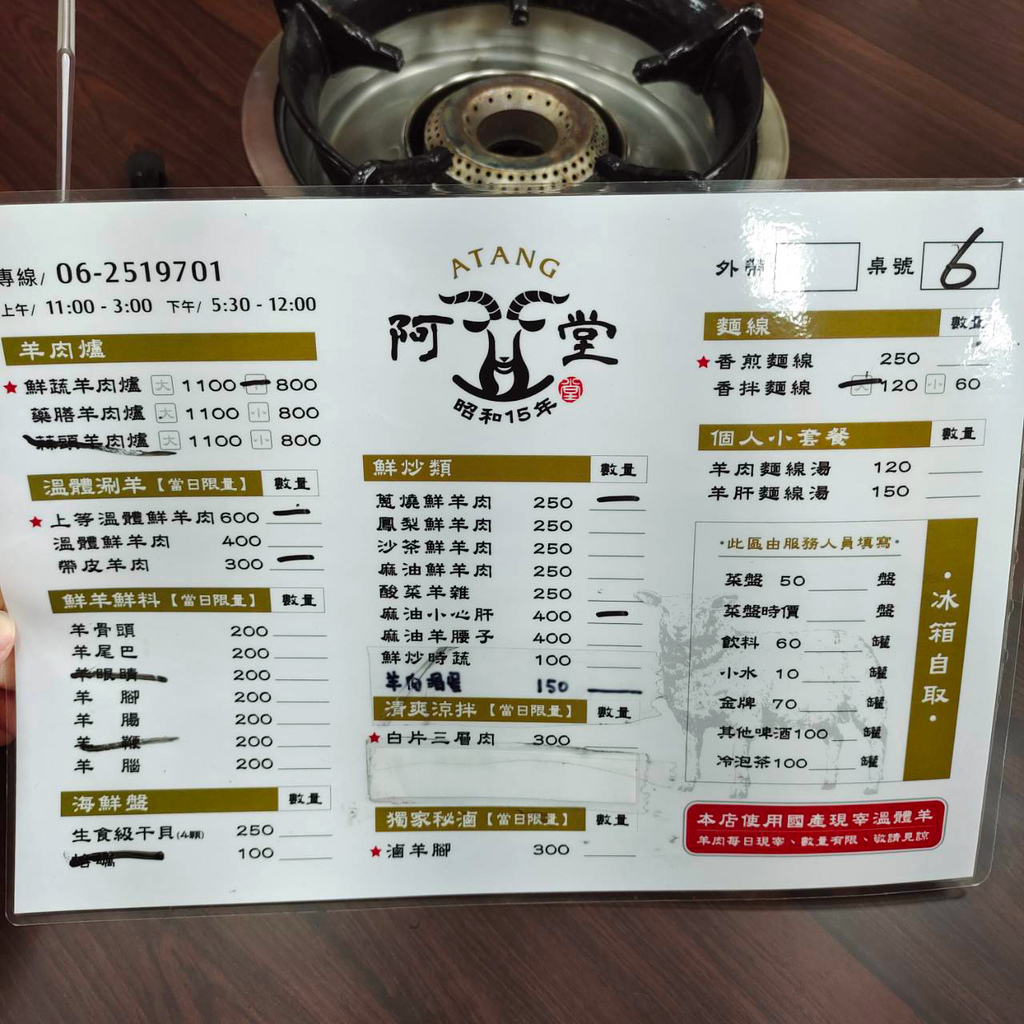 專線/ 06-2519701
上午/ 11:00 - 3:00 下午/ 5:30 - 12:00
羊肉爐
★鮮蔬羊肉爐 大 1100 800
藥膳羊肉爐 大 1100 小 800
羊肉爐 大 1100 小 800
溫體涮羊【當日限量】 數量
★上等溫體鮮羊肉 600
溫體鮮羊肉 400
帶皮羊肉 300
鮮羊鮮料【當日限量】 數量
羊骨頭 200
羊尾巴 200
羊眼睛 200
羊腳 200
羊腸 200
羊鞭 200
羊腦 200
海鮮盤 數量
生食級干貝(4顆) 250
100
ATANG
阿堂
堂
昭和15年
鮮炒類 數量
蔥燒鮮羊肉 250
鳳梨鮮羊肉 250
沙茶鮮羊肉 250
麻油鮮羊肉 250
酸菜羊雜 250
麻油小心肝 400
麻油羊腰子 400
鮮炒時蔬 100
羊 蛋 150
清爽涼拌【當日限量】 數量
★白片三層肉 300
獨家秘滷【當日限量】 數量
★滷羊腳 300
外帶 桌號 6
麵線 數量
★香煎麵線 250
香拌麵線 大 120 小 60
個人小套餐 數量
羊肉麵線湯 120
羊肝麵線湯 150
·此區由服務人員填寫·
菜盤 50 盤
菜盤時價 盤
飲料 60 罐
小水 10 罐
金牌 70 罐
其他啤酒 100 罐
冷泡茶 100 罐
·冰箱自取·
本店使用國產現宰溫體羊
羊肉每日現宰、數量有限、敬請見諒